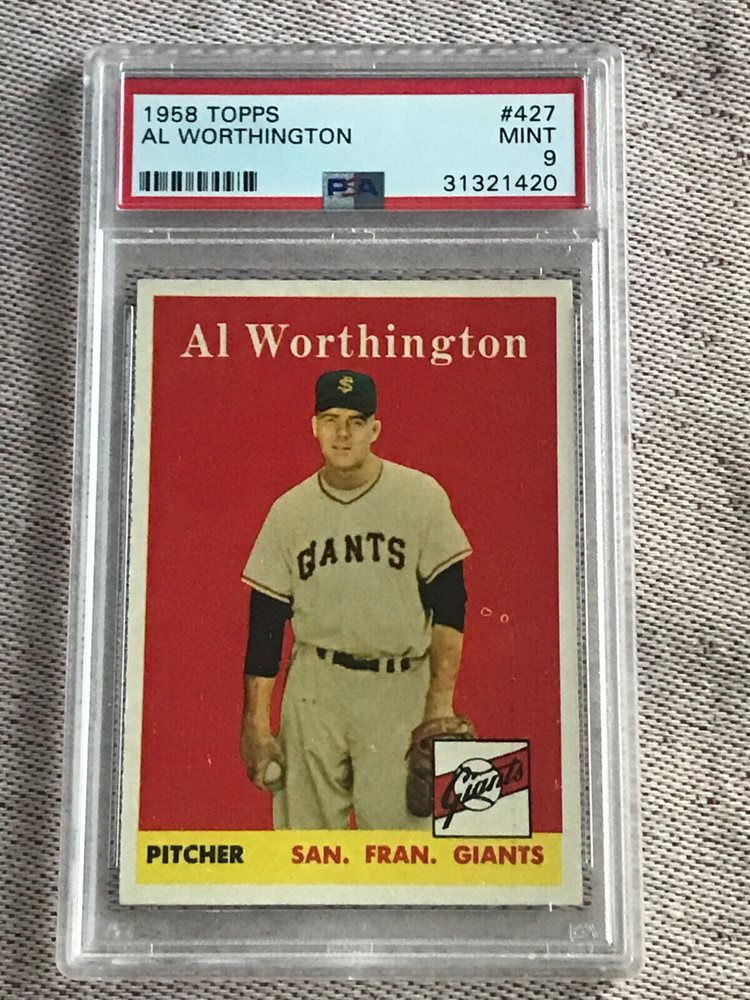 1958 TOPPS #427
AL WORTHINGTON MINT
9
PSA 31321420
Al Worthington
GIANTS
Giants
PITCHER SAN. FRAN. GIANTS